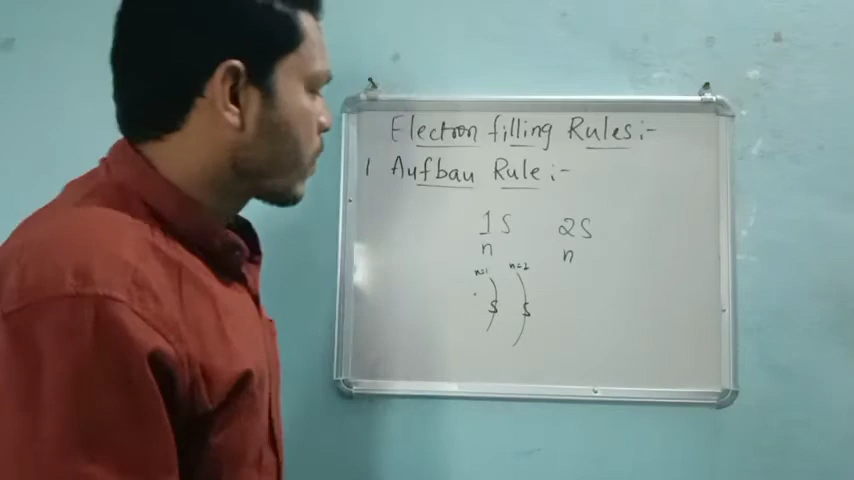 Electron filling Rules :-
1 Aufbau Rule :-
1s 2s
n n
n=1 n=2
s s